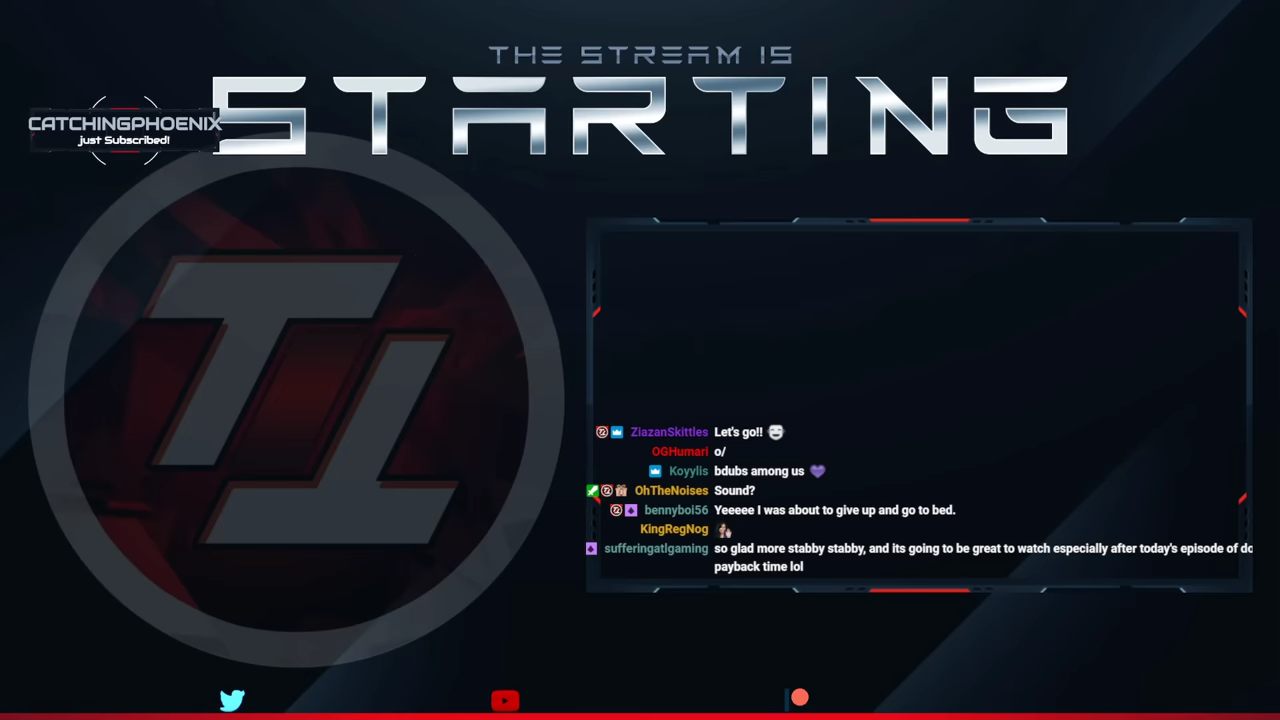 THE STREAM IS
STARTING
CATCHINGPHOENIX
just Subscribed!
TT
ZiazanSkittles Let's go!!
OGHumari o/
Koyylis bdubs among us
OhTheNoises Sound?
bennyboi56 Yeeeee I was about to give up and go to bed.
KingRegNog
sufferingatlgaming so glad more stabby stabby, and its going to be great to watch especially after today's episode of do
payback time lol